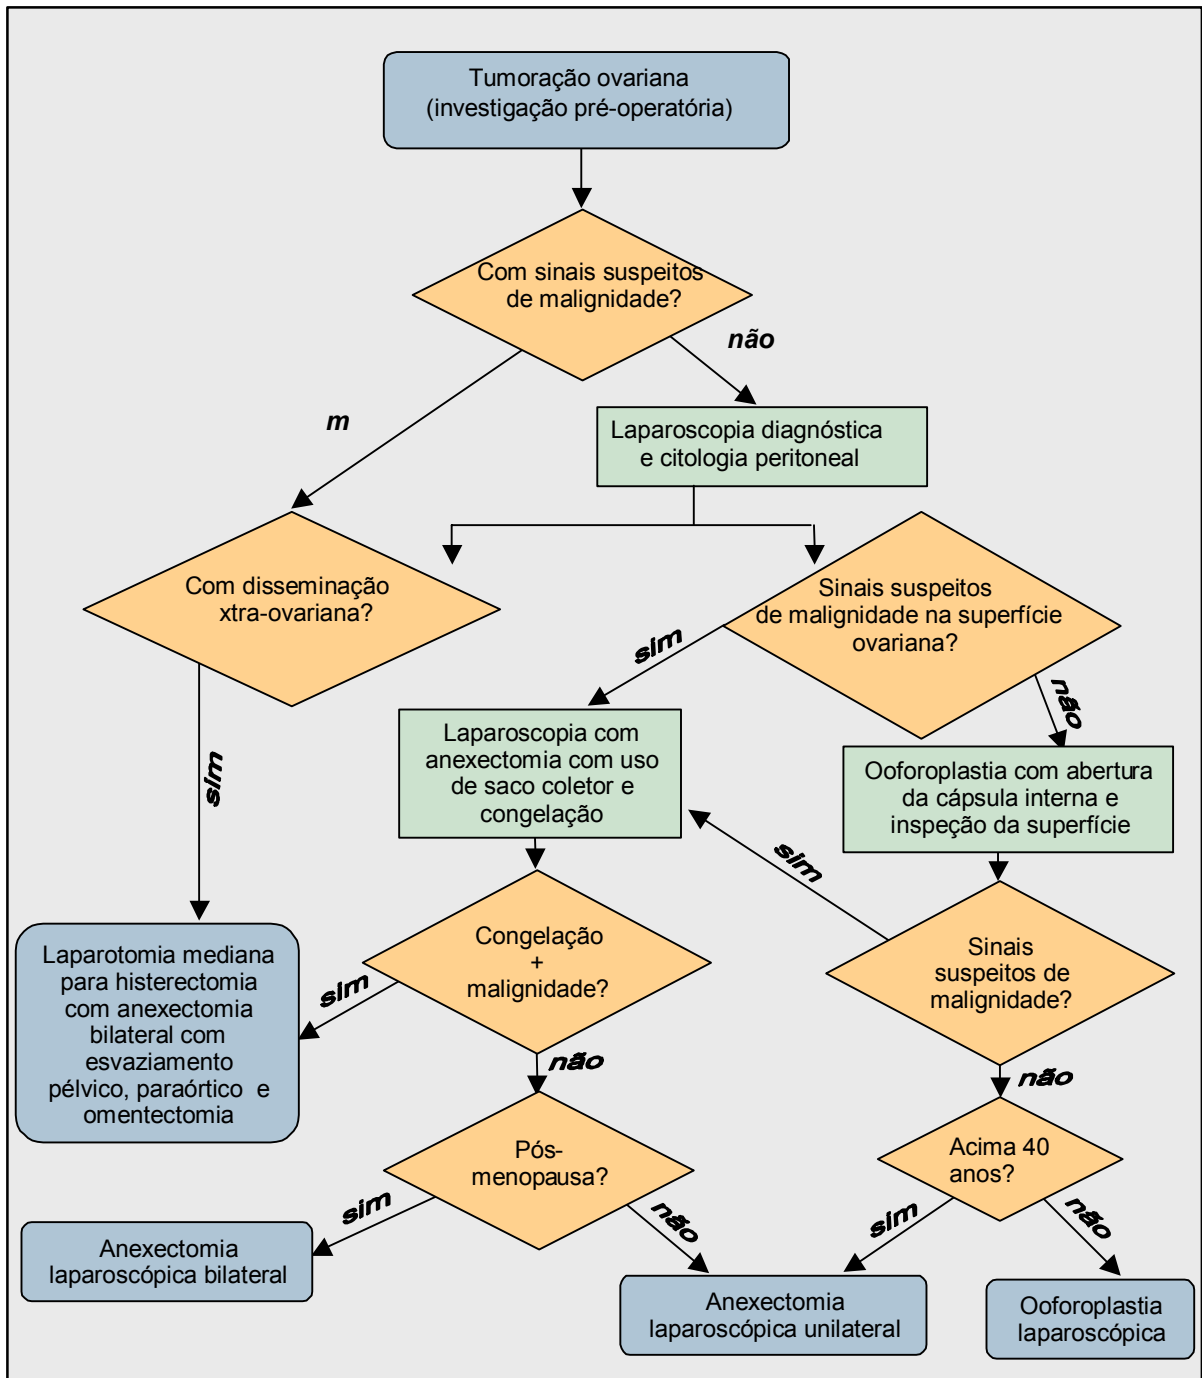 Tumoração ovariana
(investigação pré-operatória)
Com sinais suspeitos
de malignidade?
não
m
Laparoscopia diagnóstica
e citologia peritoneal
Com disseminação
xtra-ovariana?
Sinais suspeitos
de malignidade na superfície
ovariana?
sim
não
sim
Laparoscopia com
anexectomia com uso
de saco coletor e
congelação
Ooforoplastia com abertura
da cápsula interna e
inspeção da superfície
sim
Laparotomia mediana
para histerectomia
com anexectomia
bilateral com
esvaziamento
pélvico, paraórtico e
omentectomia
Congelação
+
malignidade?
sim
não
Sinais
suspeitos de
malignidade?
não
Pós-
menopausa?
sim
não
Acima 40
anos?
sim
não
Anexectomia
laparoscópica bilateral
Anexectomia
laparoscópica unilateral
Ooforoplastia
laparoscópica